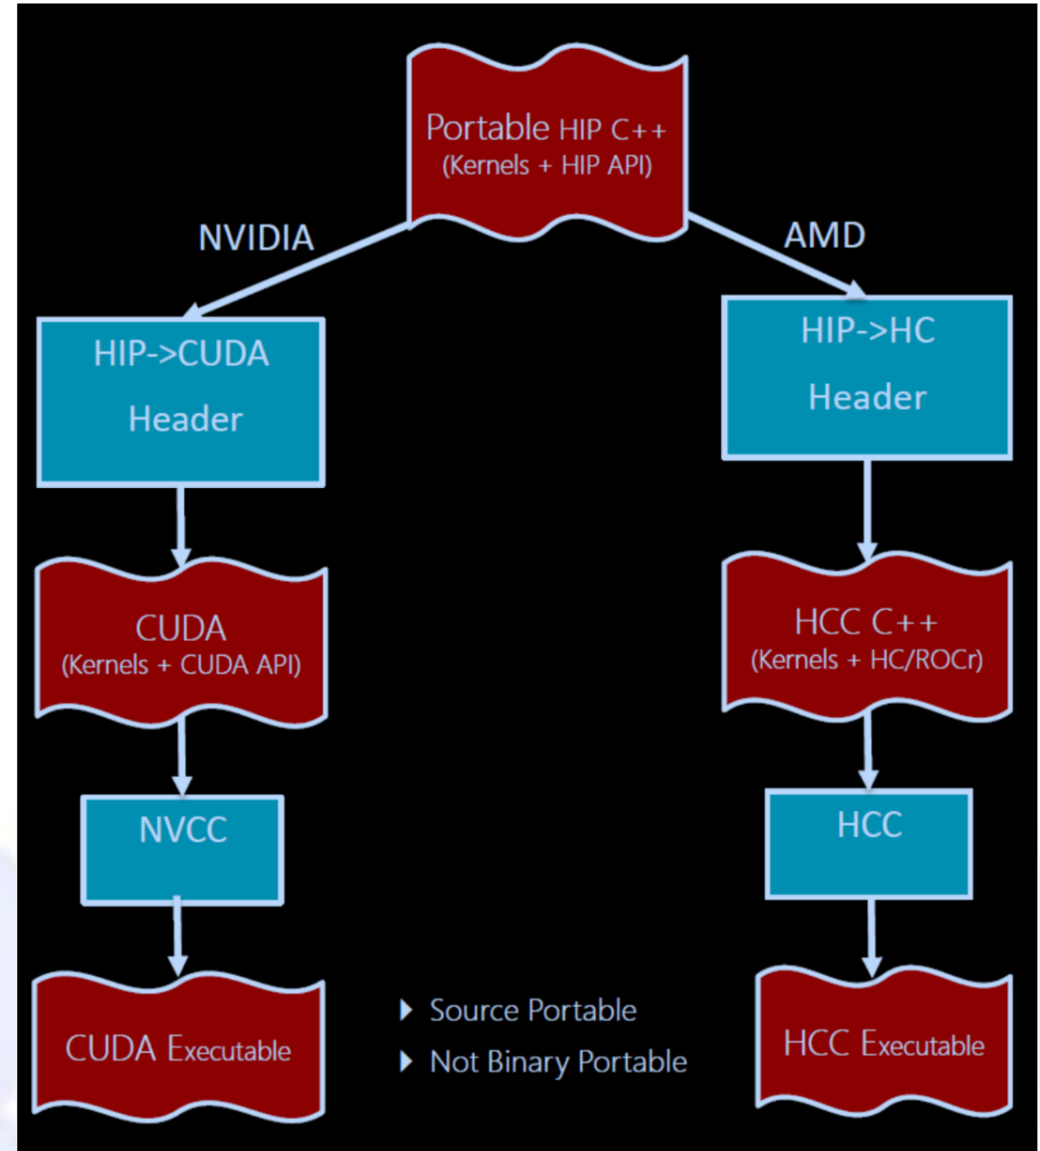 Portable HIP C++
(Kernels + HIP API)
NVIDIA
AMD
HIP->CUDA
Header
HIP->HC
Header
CUDA
(Kernels + CUDA API)
HCC C++
(Kernels + HC/ROCr)
NVCC
HCC
CUDA Executable
Source Portable
Not Binary Portable
HCC Executable